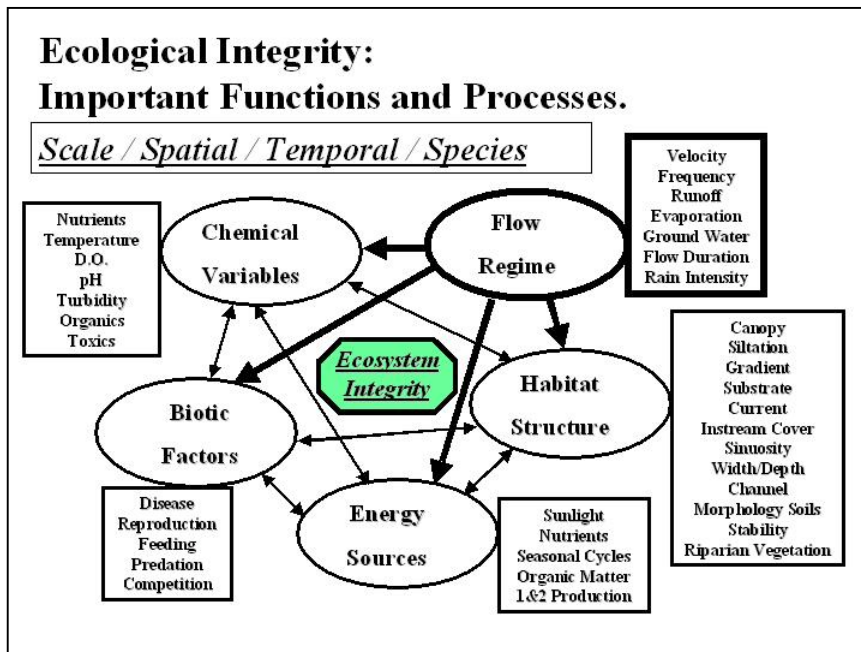 Ecological Integrity:
Important Functions and Processes.
Scale / Spatial / Temporal / Species
Velocity
Frequency
Runoff
Evaporation
Ground Water
Flow Duration
Rain Intensity
Flow
Regime
Chemical
Variables
Nutrients
Temperature
D.O.
pH
Turbidity
Organics
Toxics
Ecosystem
Integrity
Habitat
Structure
Canopy
Siltation
Gradient
Substrate
Current
Instream Cover
Sinuosity
Width/Depth
Channel
Morphology Soils
Stability
Riparian Vegetation
Biotic
Factors
Disease
Reproduction
Feeding
Predation
Competition
Energy
Sources
Sunlight
Nutrients
Seasonal Cycles
Organic Matter
1&2 Production